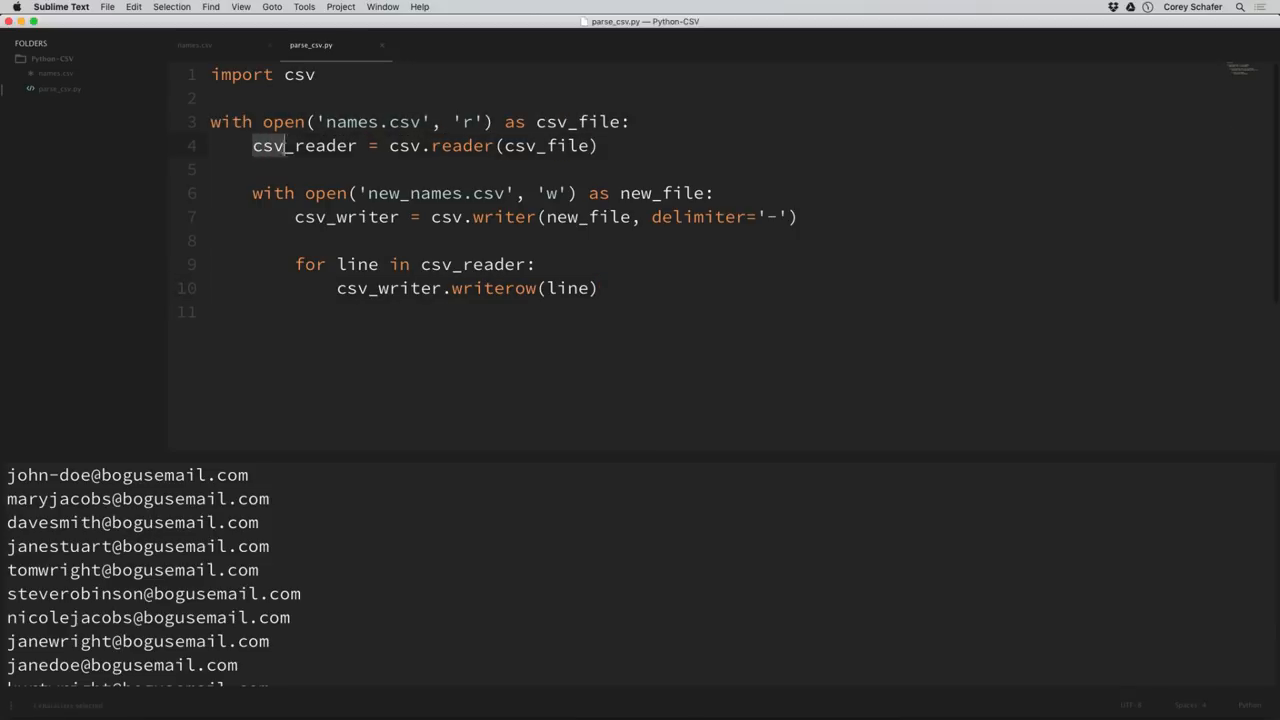 Sublime Text File Edit Selection Find View Goto Tools Project Window Help Corey Schafer
parse_csv.py — Python-CSV
FOLDERS
Python-CSV
names.csv
parse_csv.py
names.csv parse_csv.py
1 import csv
2
3 with open('names.csv', 'r') as csv_file:
4 csv_reader = csv.reader(csv_file)
5
6 with open('new_names.csv', 'w') as new_file:
7 csv_writer = csv.writer(new_file, delimiter='-')
8
9 for line in csv_reader:
10 csv_writer.writerow(line)
11
john-doe@bogusemail.com
maryjacobs@bogusemail.com
davesmith@bogusemail.com
janestuart@bogusemail.com
tomwright@bogusemail.com
steverobinson@bogusemail.com
nicolejacobs@bogusemail.com
janewright@bogusemail.com
janedoe@bogusemail.com
UTF-8 Spaces: 4 Python